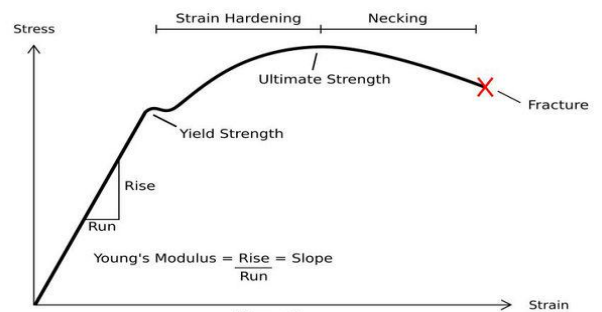 Strain Hardening
Necking
Stress
Ultimate Strength
Fracture
Yield Strength
Rise
Run
Young's Modulus = Rise = Slope
Run
Strain